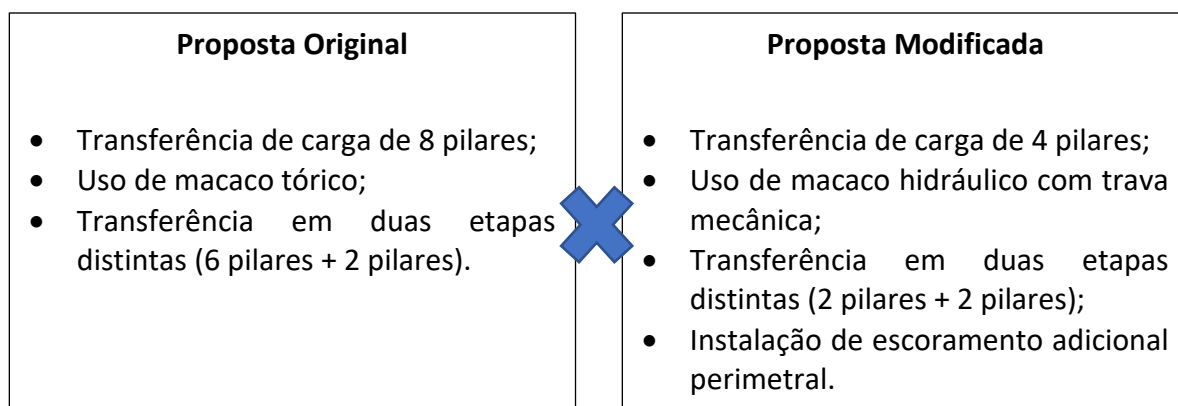 Proposta Original
• Transferência de carga de 8 pilares;
• Uso de macaco tórico;
• Transferência em duas etapas
distintas (6 pilares + 2 pilares).
Proposta Modificada
• Transferência de carga de 4 pilares;
• Uso de macaco hidráulico com trava
mecânica;
• Transferência em duas etapas
distintas (2 pilares + 2 pilares);
• Instalação de escoramento adicional
perimetral.